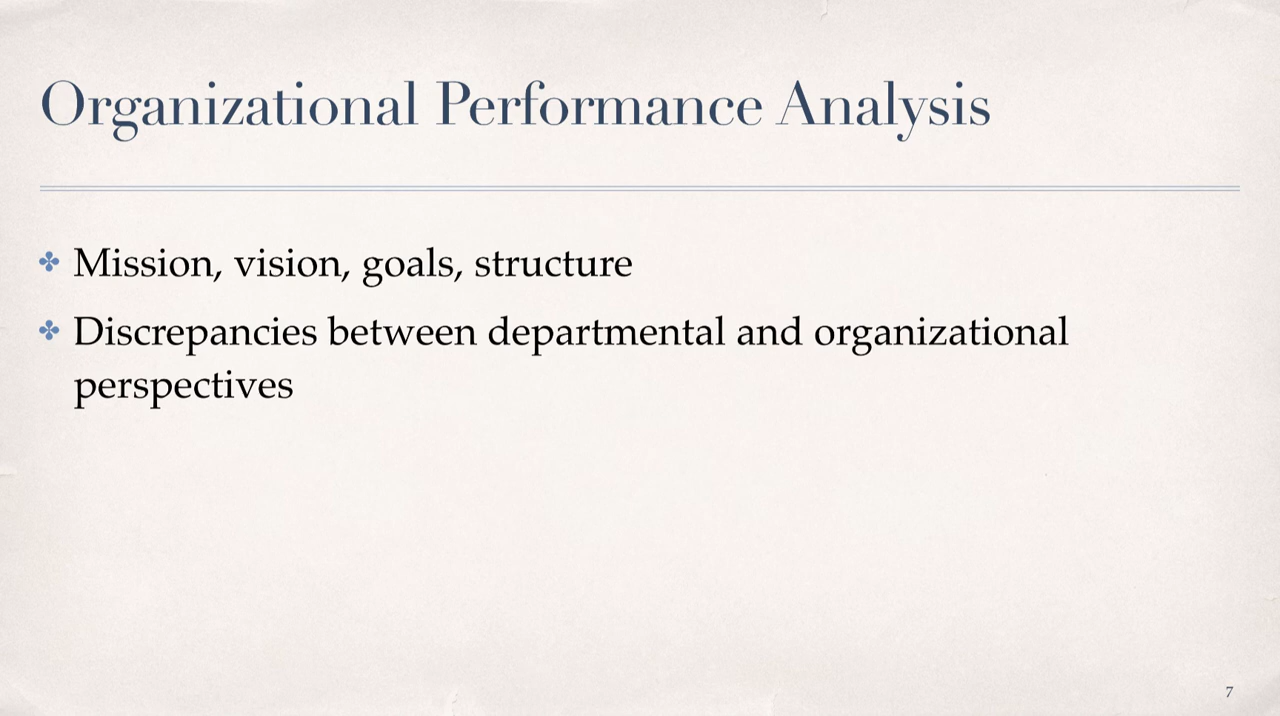 Organizational Performance Analysis
✤ Mission, vision, goals, structure
✤ Discrepancies between departmental and organizational
perspectives
7